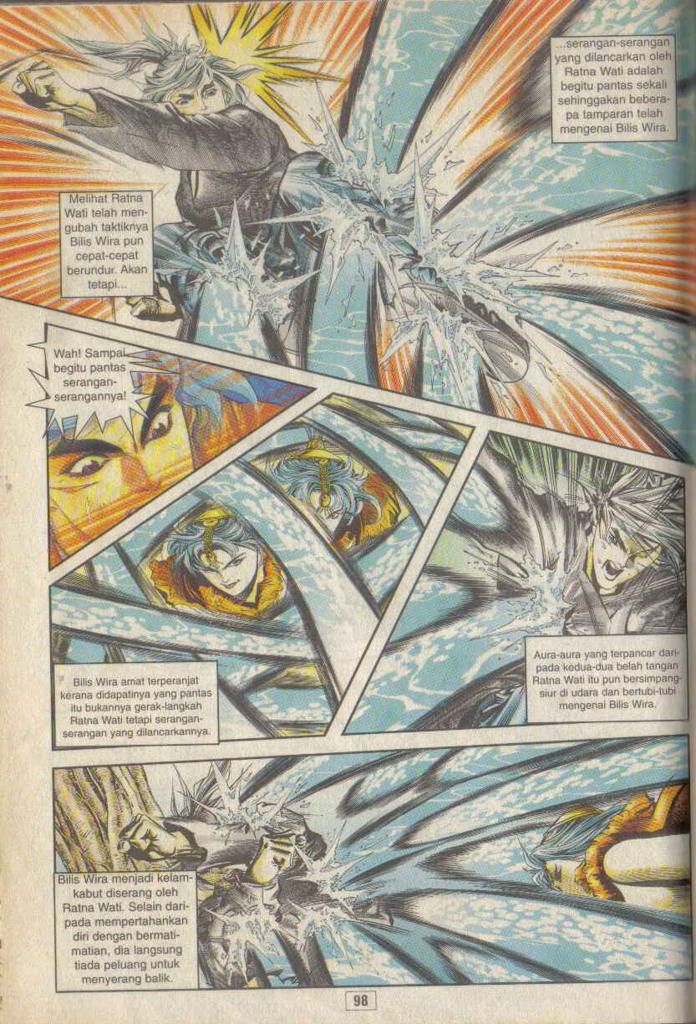 Melihat Ratna
Wati telah men-
gubah taktiknya
Bilis Wira pun
cepat-cepat
berundur. Akan
tetapi...
...serangan-serangan
yang dilancarkan oleh
Ratna Wati adalah
begitu pantas sekali
sehinggakan bebera-
pa tamparan telah
mengenai Bilis Wira.
Wah! Sampai
begitu pantas
serangan-
serangannya!
Bilis Wira amat terperanjat
kerana didapatinya yang pantas
itu bukannya gerak-langkah
Ratna Wati tetapi serangan-
serangan yang dilancarkannya.
Aura-aura yang terpancar dari-
pada kedua-dua belah tangan
Ratna Wati itu pun bersimpang-
siur di udara dan bertubi-tubi
mengenai Bilis Wira.
Bilis Wira menjadi kelam-
kabut diserang oleh
Ratna Wati. Selain dari-
pada mempertahankan
diri dengan bermati-
matian, dia langsung
tiada peluang untuk
menyerang balik.
98